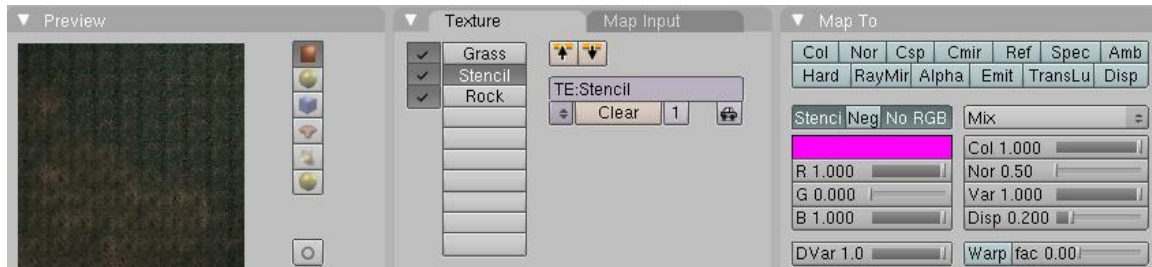 Preview
Texture
Map Input
Map To
Grass
Stencil
Rock
TE:Stencil
Clear
1
Col Nor Csp Cmir Ref Spec Amb
Hard RayMir Alpha Emit TransLu Disp
Stenci Neg No RGB
Mix
R 1.000
G 0.000
B 1.000
Col 1.000
Nor 0.50
Var 1.000
Disp 0.200
DVar 1.0
Warp fac 0.00